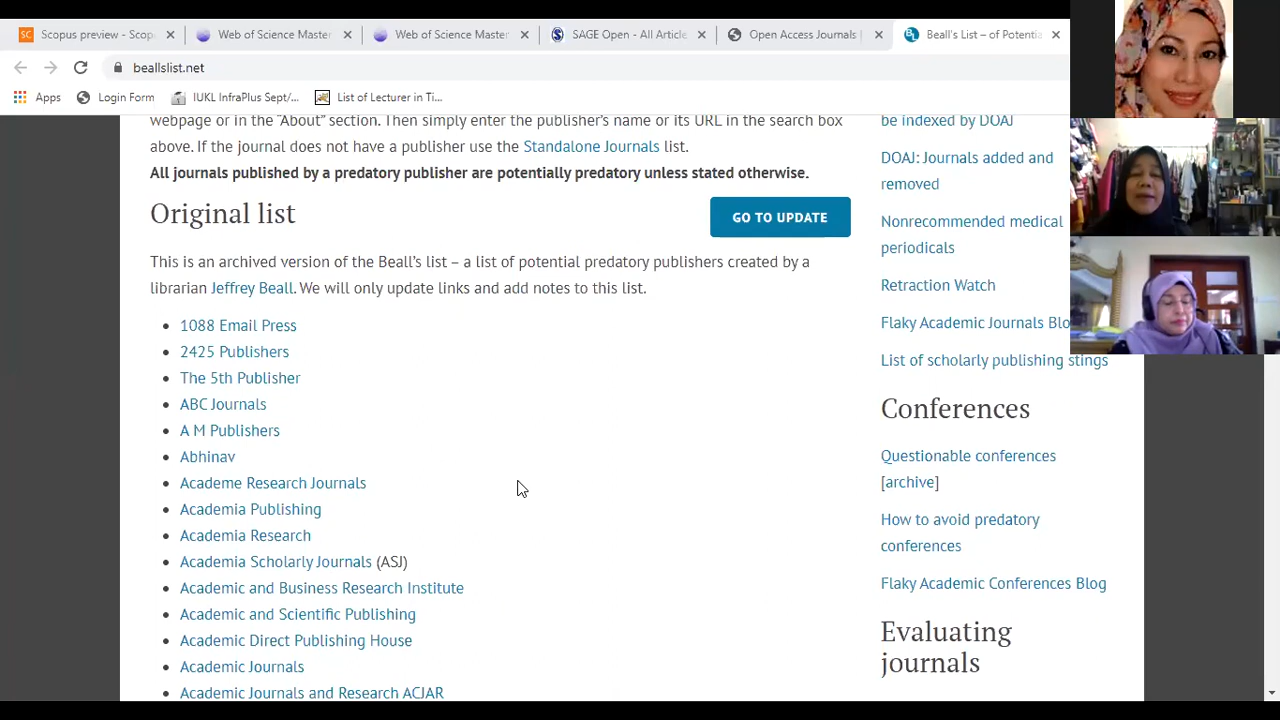 Scopus preview - Scop
Web of Science Master
Web of Science Master
SAGE Open - All Article
Open Access Journals |
Beall's List – of Potentia
beallslist.net
Apps
Login Form
IUKL InfraPlus Sept/...
List of Lecturer in Ti...
webpage or in the "About" section. Then simply enter the publisher's name or its URL in the search box
above. If the journal does not have a publisher use the Standalone Journals list.
All journals published by a predatory publisher are potentially predatory unless stated otherwise.
Original list
GO TO UPDATE
This is an archived version of the Beall's list – a list of potential predatory publishers created by a
librarian Jeffrey Beall. We will only update links and add notes to this list.
• 1088 Email Press
• 2425 Publishers
• The 5th Publisher
• ABC Journals
• A M Publishers
• Abhinav
• Academe Research Journals
• Academia Publishing
• Academia Research
• Academia Scholarly Journals (ASJ)
• Academic and Business Research Institute
• Academic and Scientific Publishing
• Academic Direct Publishing House
• Academic Journals
• Academic Journals and Research ACJAR
be indexed by DOAJ
DOAJ: Journals added and
removed
Nonrecommended medical
periodicals
Retraction Watch
Flaky Academic Journals Blo
List of scholarly publishing stings
Conferences
Questionable conferences
[archive]
How to avoid predatory
conferences
Flaky Academic Conferences Blog
Evaluating
journals